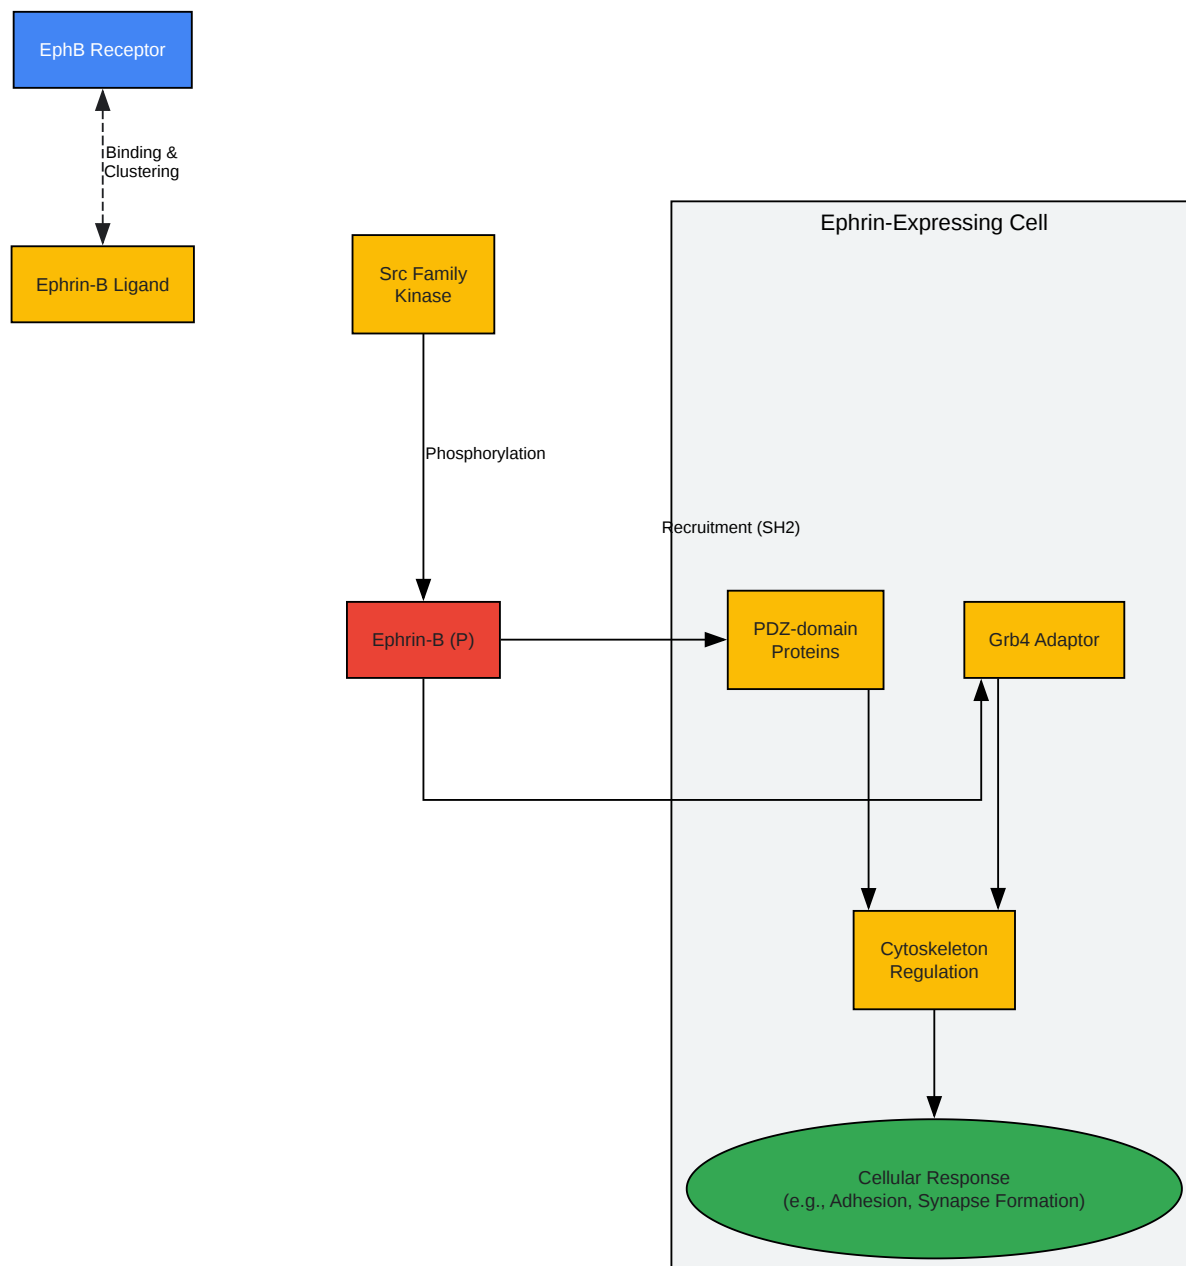 EphB Receptor
Binding &
Clustering
Ephrin-B Ligand
Ephrin-Expressing Cell
Src Family
Kinase
Phosphorylation
Recruitment (SH2)
Ephrin-B (P)
PDZ-domain
Proteins
Grb4 Adaptor
Cytoskeleton
Regulation
Cellular Response
(e.g., Adhesion, Synapse Formation)